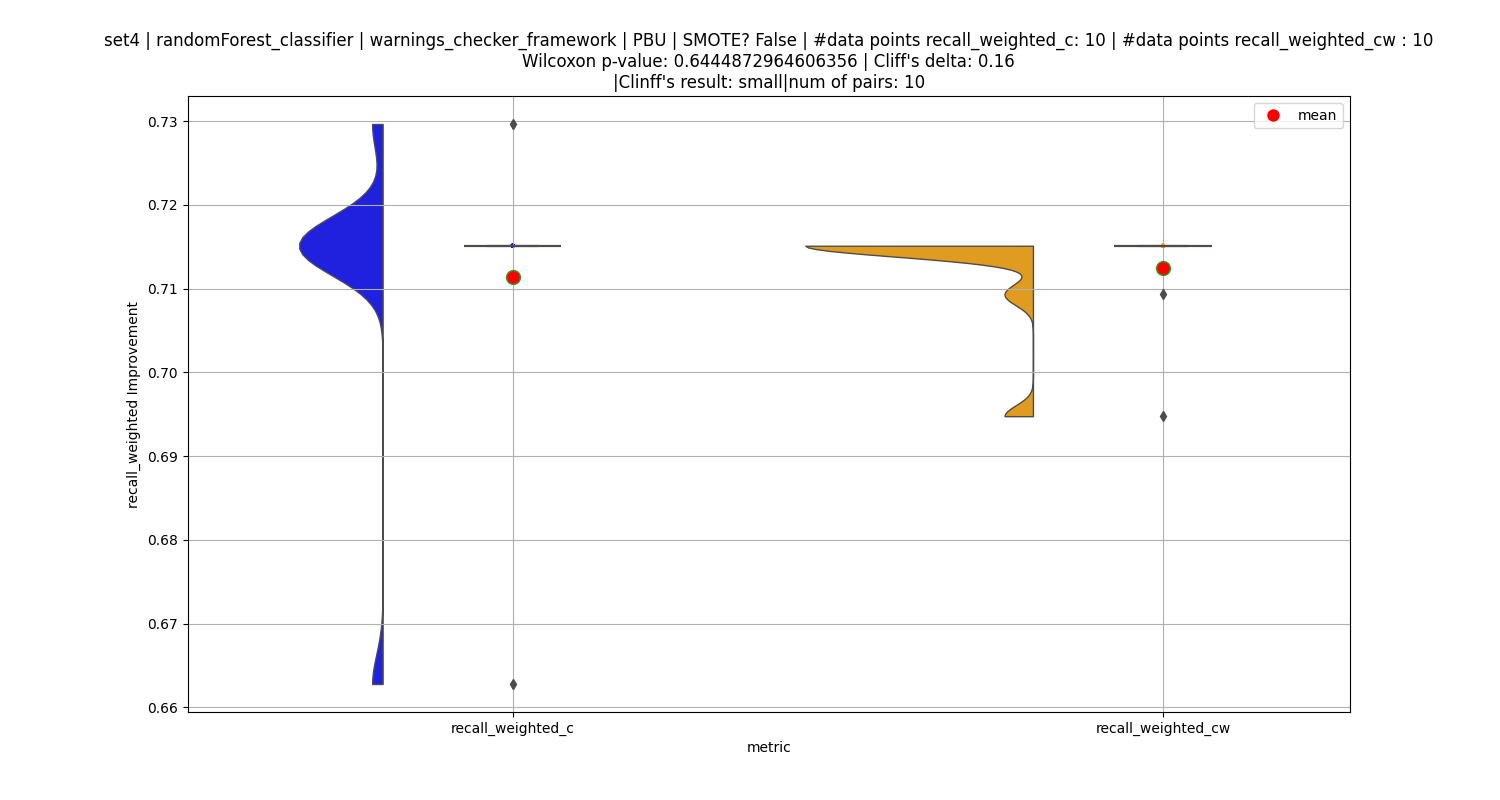 set4 | randomForest_classifier | warnings_checker_framework | PBU | SMOTE? False | #data points recall_weighted_c: 10 | #data points recall_weighted_cw : 10
Wilcoxon p-value: 0.6444872964606356 | Cliff's delta: 0.16
|Clinff's result: small|num of pairs: 10
mean
0.73
0.72
0.71
0.70
0.69
0.68
0.67
0.66
recall_weighted Improvement
recall_weighted_c
recall_weighted_cw
metric